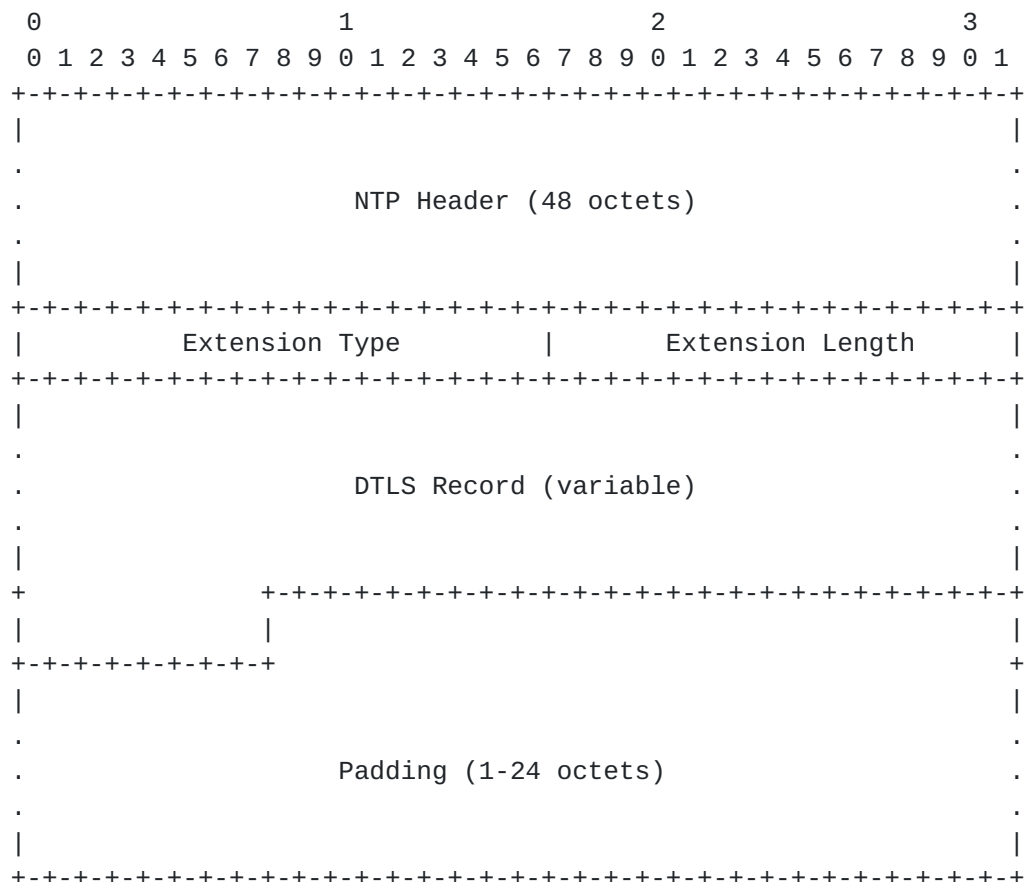 0                   1                   2                   3
 0 1 2 3 4 5 6 7 8 9 0 1 2 3 4 5 6 7 8 9 0 1 2 3 4 5 6 7 8 9 0 1
+-+-+-+-+-+-+-+-+-+-+-+-+-+-+-+-+-+-+-+-+-+-+-+-+-+-+-+-+-+-+-+-+
|                                                               |
.                                                               .
.                     NTP Header (48 octets)                    .
.                                                               .
|                                                               |
+-+-+-+-+-+-+-+-+-+-+-+-+-+-+-+-+-+-+-+-+-+-+-+-+-+-+-+-+-+-+-+-+
|          Extension Type          |       Extension Length      |
+-+-+-+-+-+-+-+-+-+-+-+-+-+-+-+-+-+-+-+-+-+-+-+-+-+-+-+-+-+-+-+-+
|                                                               |
.                                                               .
.                     DTLS Record (variable)                    .
.                                                               .
|                                                               |
+               +-+-+-+-+-+-+-+-+-+-+-+-+-+-+-+-+-+-+-+-+-+-+-+-+
|               |                                               |
+-+-+-+-+-+-+-+-+                                               +
|                                                               |
.                                                               .
.                    Padding (1-24 octets)                      .
.                                                               .
|                                                               |
+-+-+-+-+-+-+-+-+-+-+-+-+-+-+-+-+-+-+-+-+-+-+-+-+-+-+-+-+-+-+-+-+